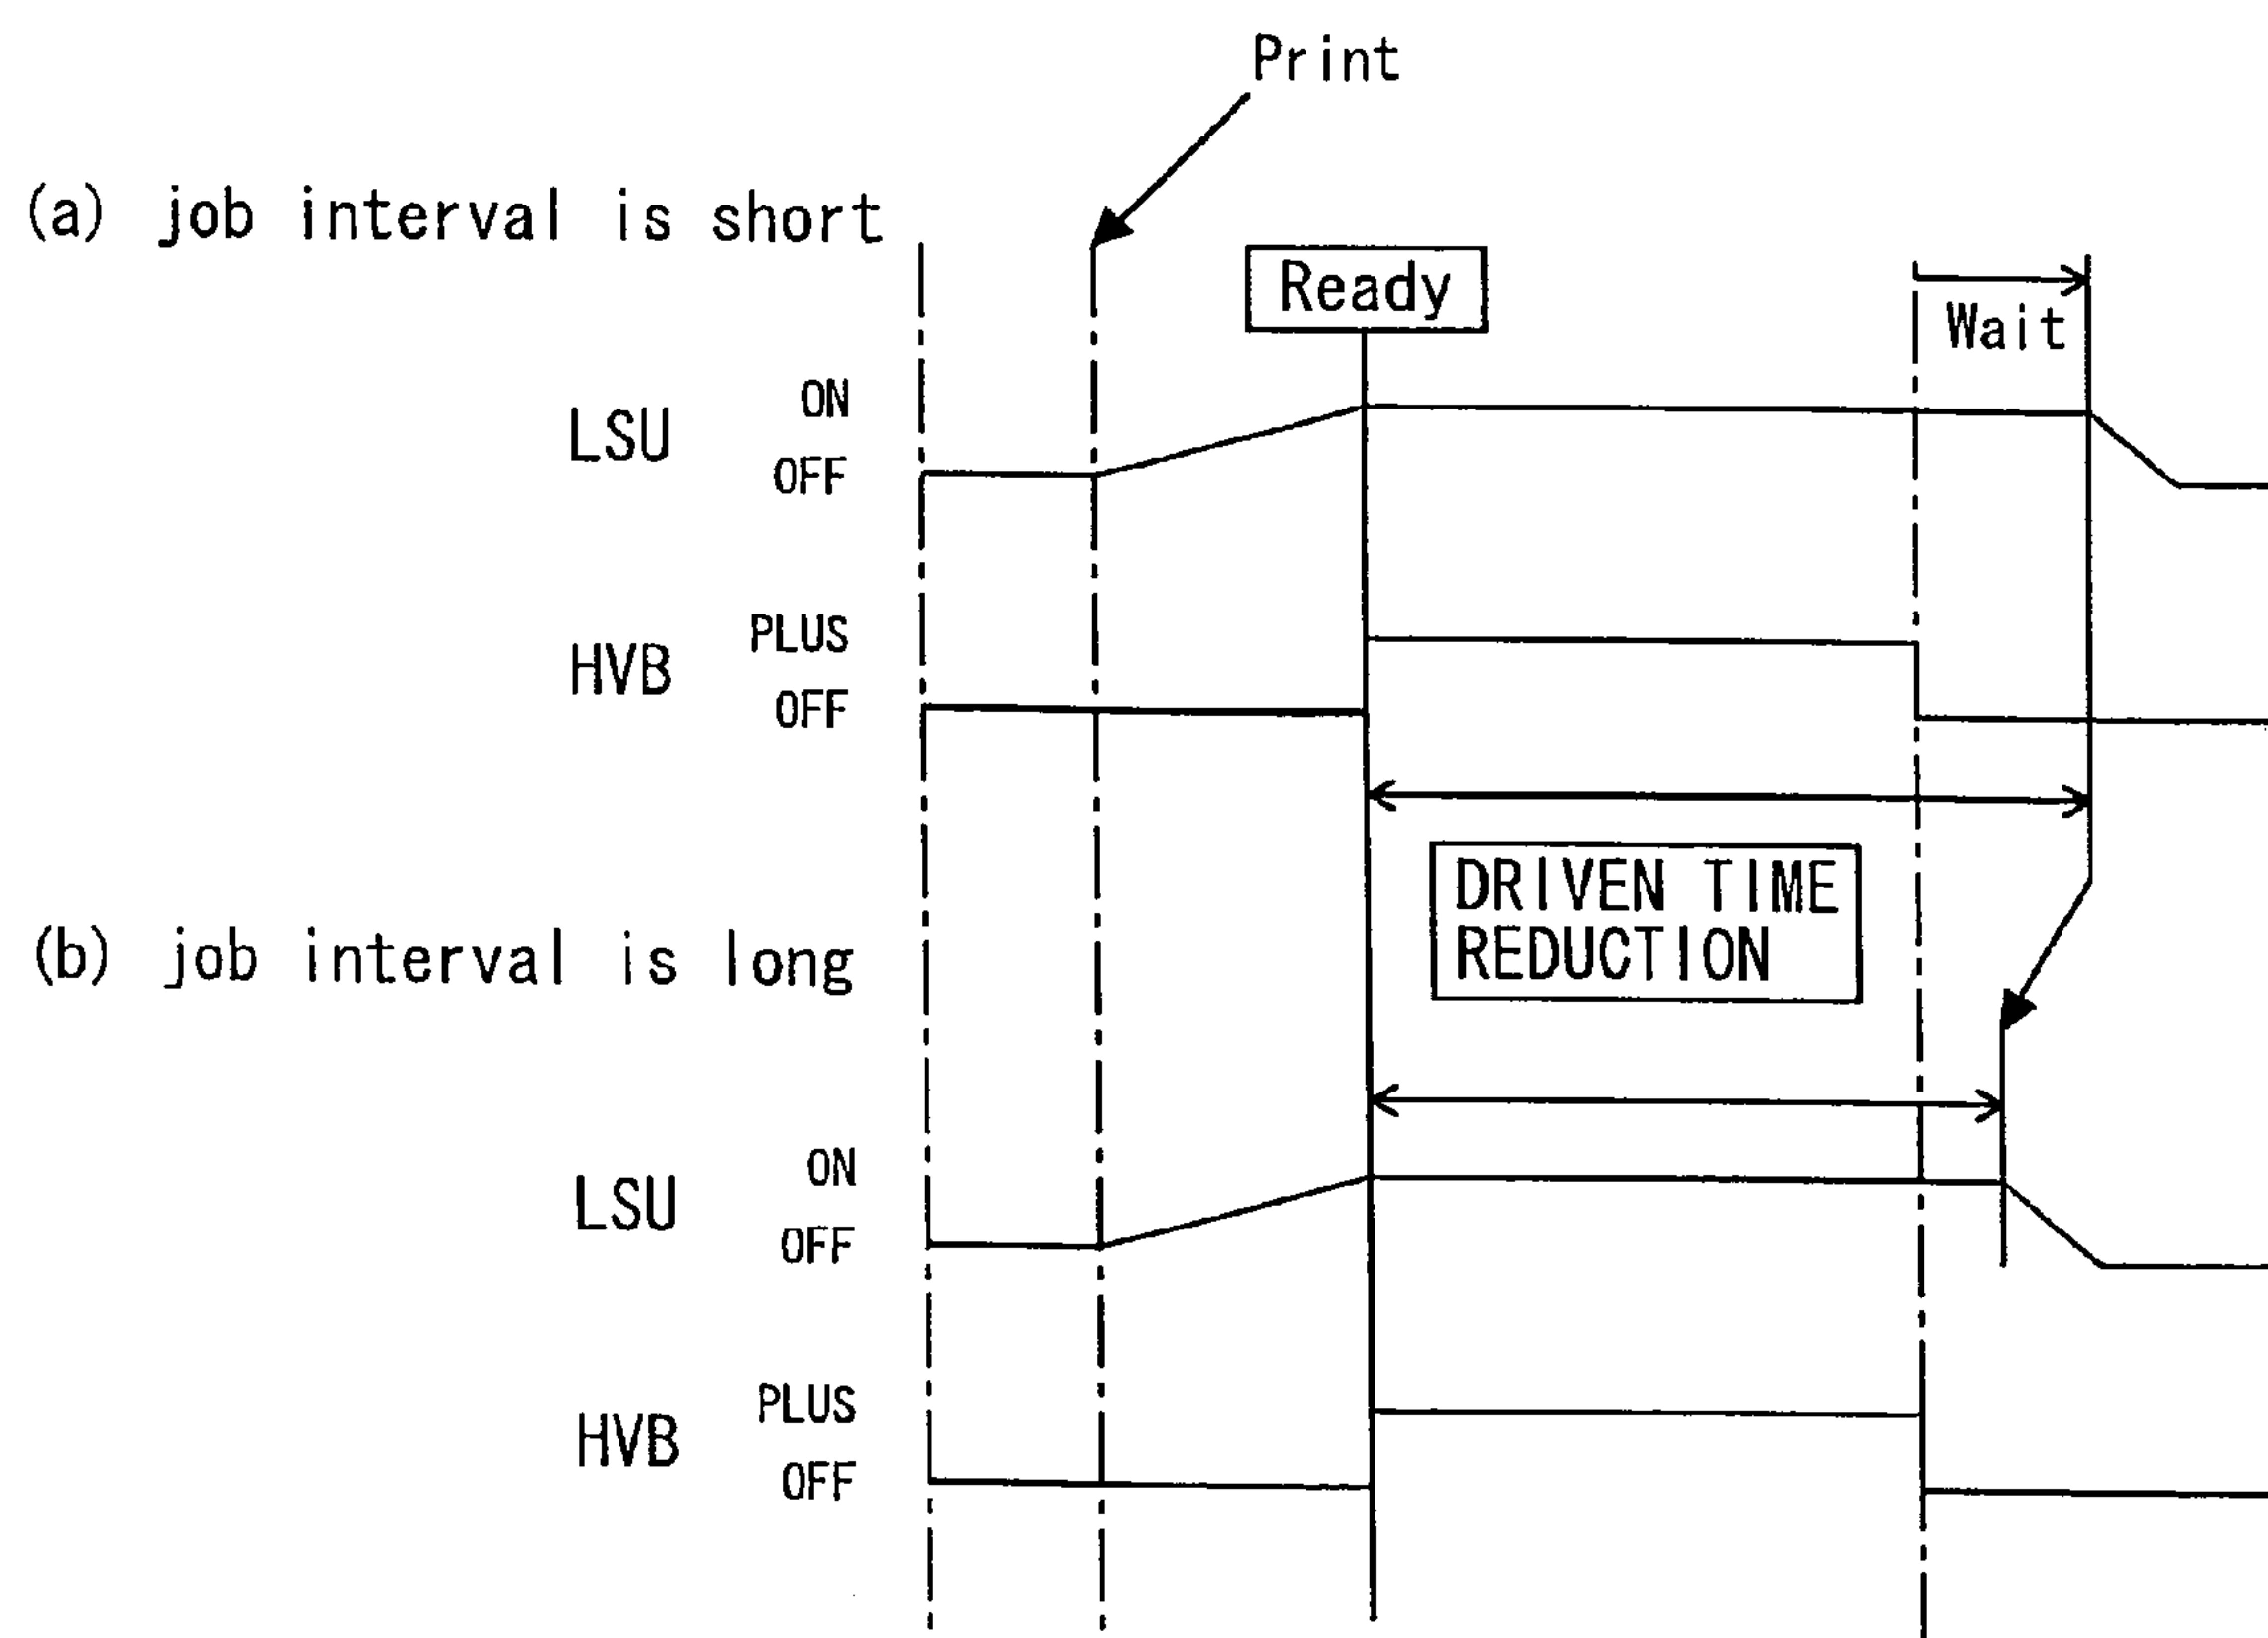 Print
(a) job interval is short
Ready
Wait
ON
LSU
OFF
PLUS
HVB
OFF
DRIVEN TIME
REDUCTION
(b) job interval is long
ON
LSU
OFF
PLUS
HVB
OFF